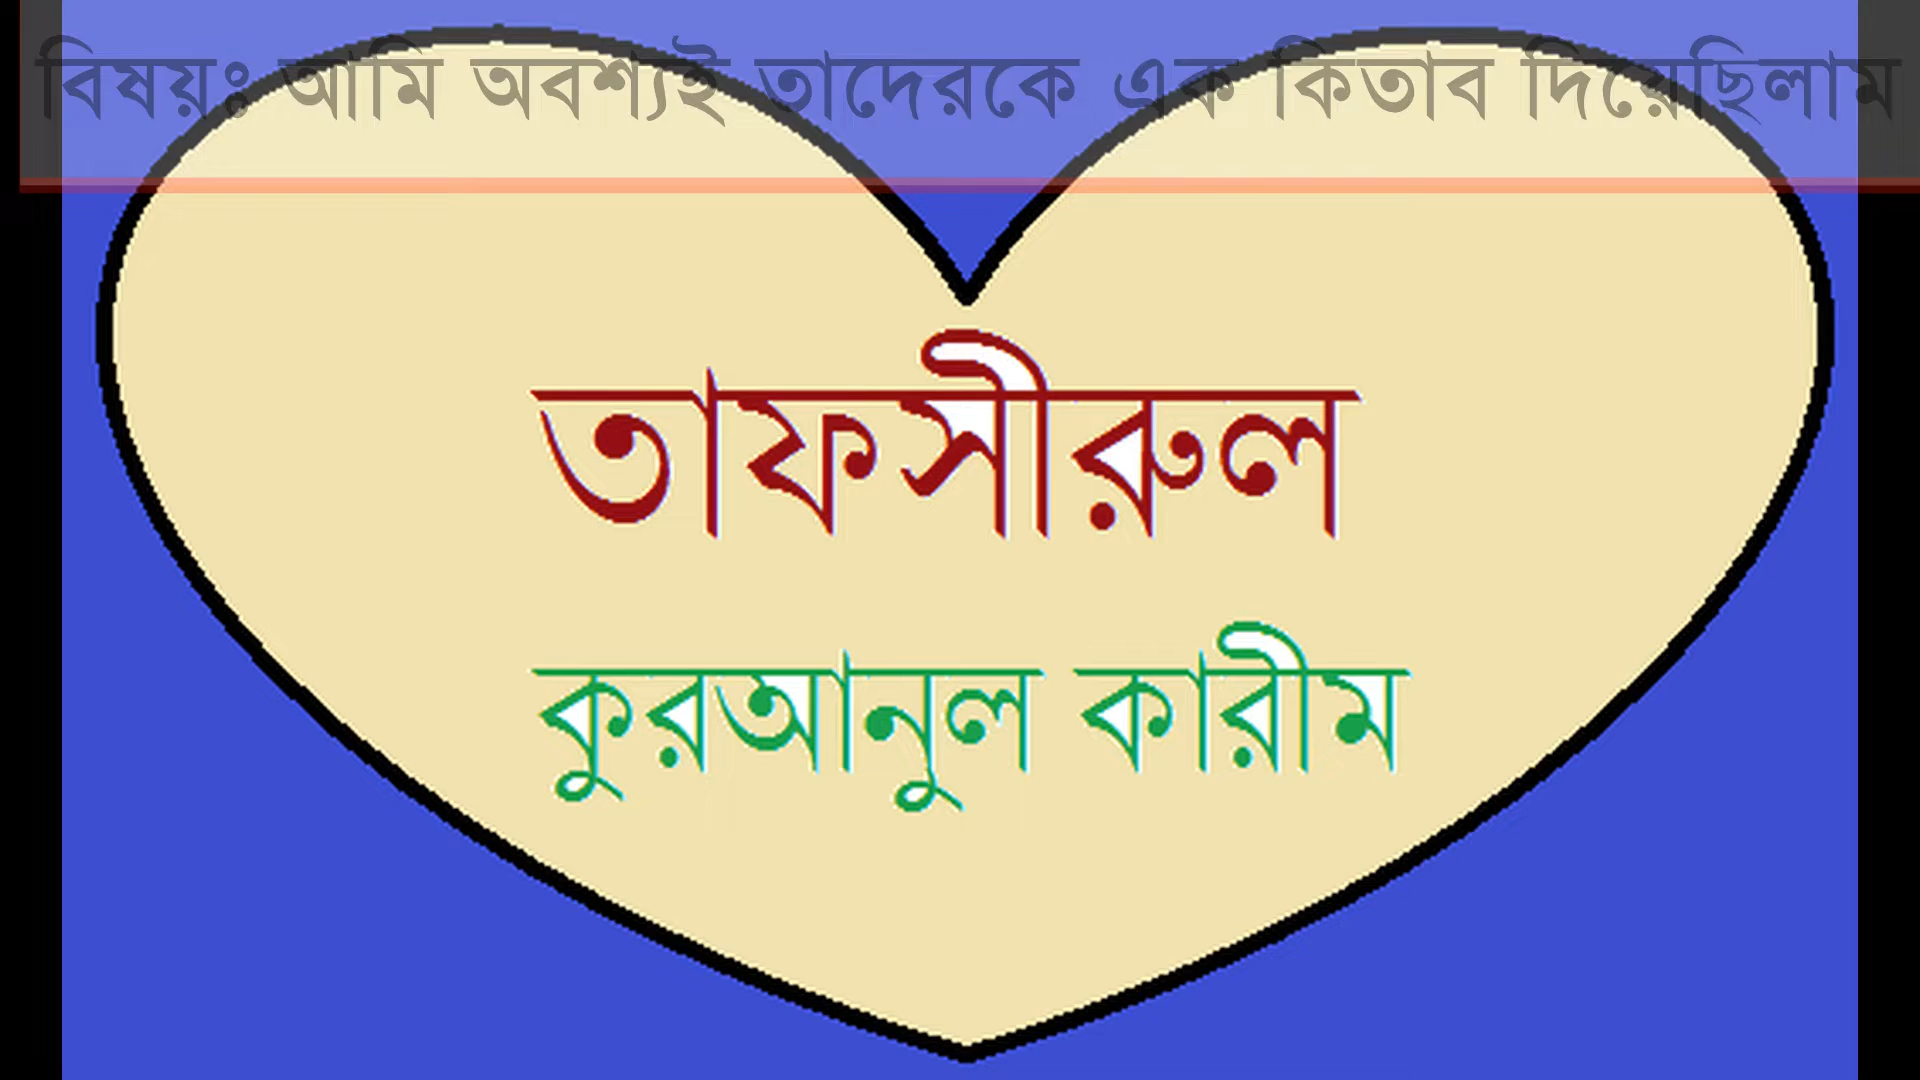 বিষয়ঃ আমি অবশ্যই তাদেরকে এক কিতাব দিয়েছিলাম
তাফসীরুল
কুরআনুল কারীম